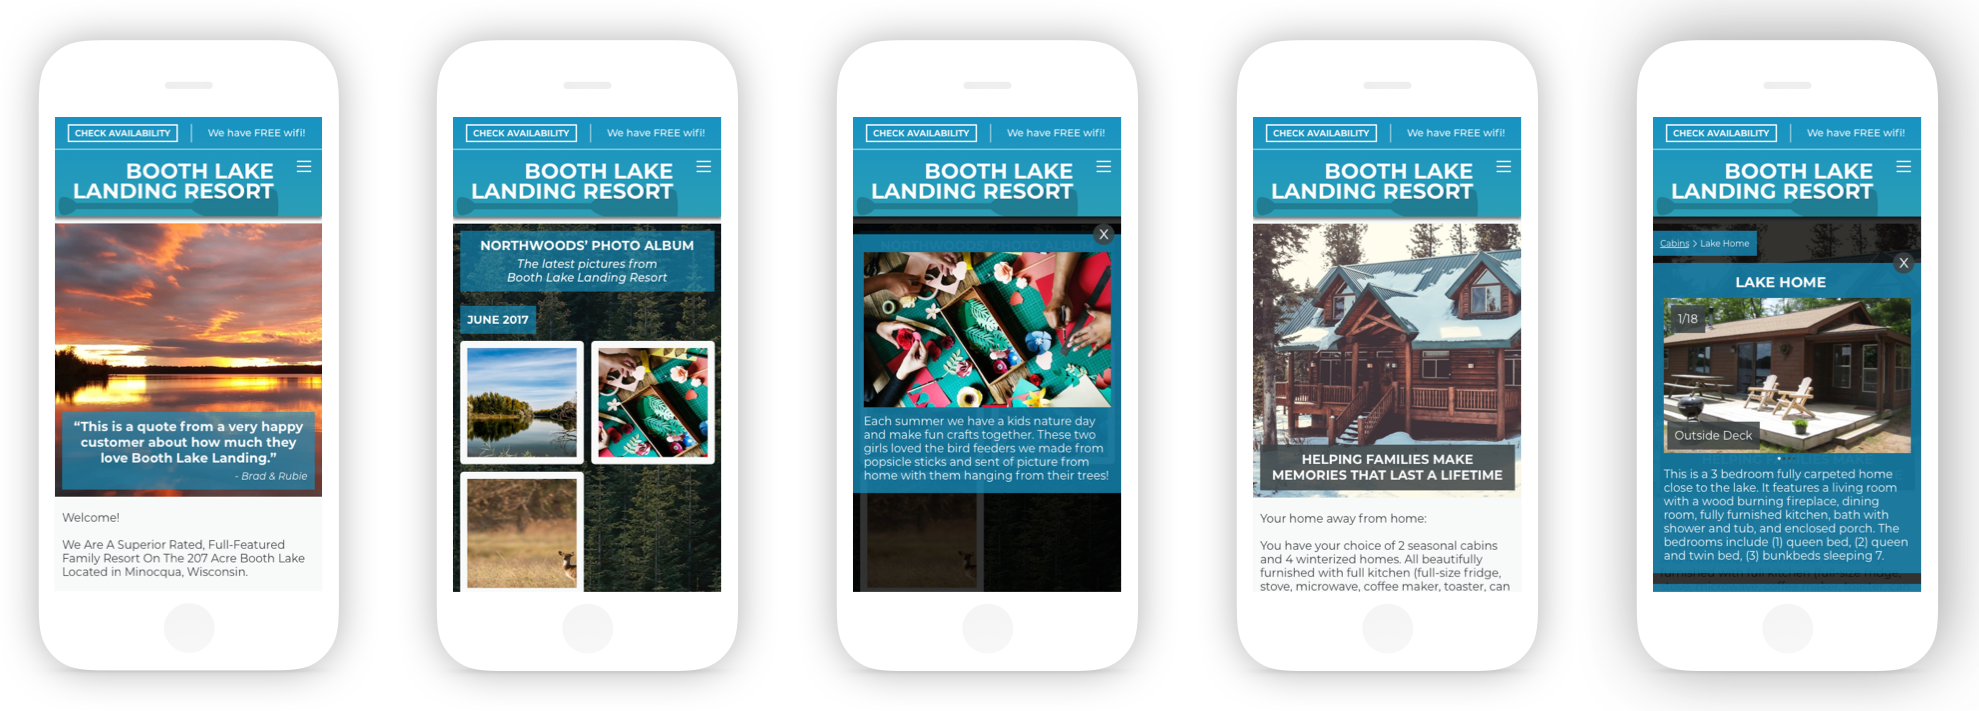 CHECK AVAILABILITY
We have FREE wifi!
BOOTH LAKE
LANDING RESORT
“This is a quote from a very happy
customer about how much they
love Booth Lake Landing.”
- Brad & Rubie
Welcome!
We Are A Superior Rated, Full-Featured
Family Resort On The 207 Acre Booth Lake
Located in Minocqua, Wisconsin.
CHECK AVAILABILITY
We have FREE wifi!
BOOTH LAKE
LANDING RESORT
NORTHWOODS’ PHOTO ALBUM
The latest pictures from
Booth Lake Landing Resort
JUNE 2017
CHECK AVAILABILITY
We have FREE wifi!
BOOTH LAKE
LANDING RESORT
X
NORTHWOODS’ PHOTO ALBUM
Each summer we have a kids nature day
and make fun crafts together. These two
girls loved the bird feeders we made from
popsicle sticks and sent of picture from
home with them hanging from their trees!
CHECK AVAILABILITY
We have FREE wifi!
BOOTH LAKE
LANDING RESORT
HELPING FAMILIES MAKE
MEMORIES THAT LAST A LIFETIME
Your home away from home:
You have your choice of 2 seasonal cabins
and 4 winterized homes. All beautifully
furnished with full kitchen (full-size fridge,
stove, microwave, coffee maker, toaster, can
CHECK AVAILABILITY
We have FREE wifi!
BOOTH LAKE
LANDING RESORT
Cabins > Lake Home
X
LAKE HOME
1/18
Outside Deck
This is a 3 bedroom fully carpeted home
close to the lake. It features a living room
with a wood burning fireplace, dining
room, fully furnished kitchen, bath with
shower and tub, and enclosed porch. The
bedrooms include (1) queen bed, (2) queen
and twin bed, (3) bunkbeds sleeping 7.
furnished with full kitchen (full-size fridge,